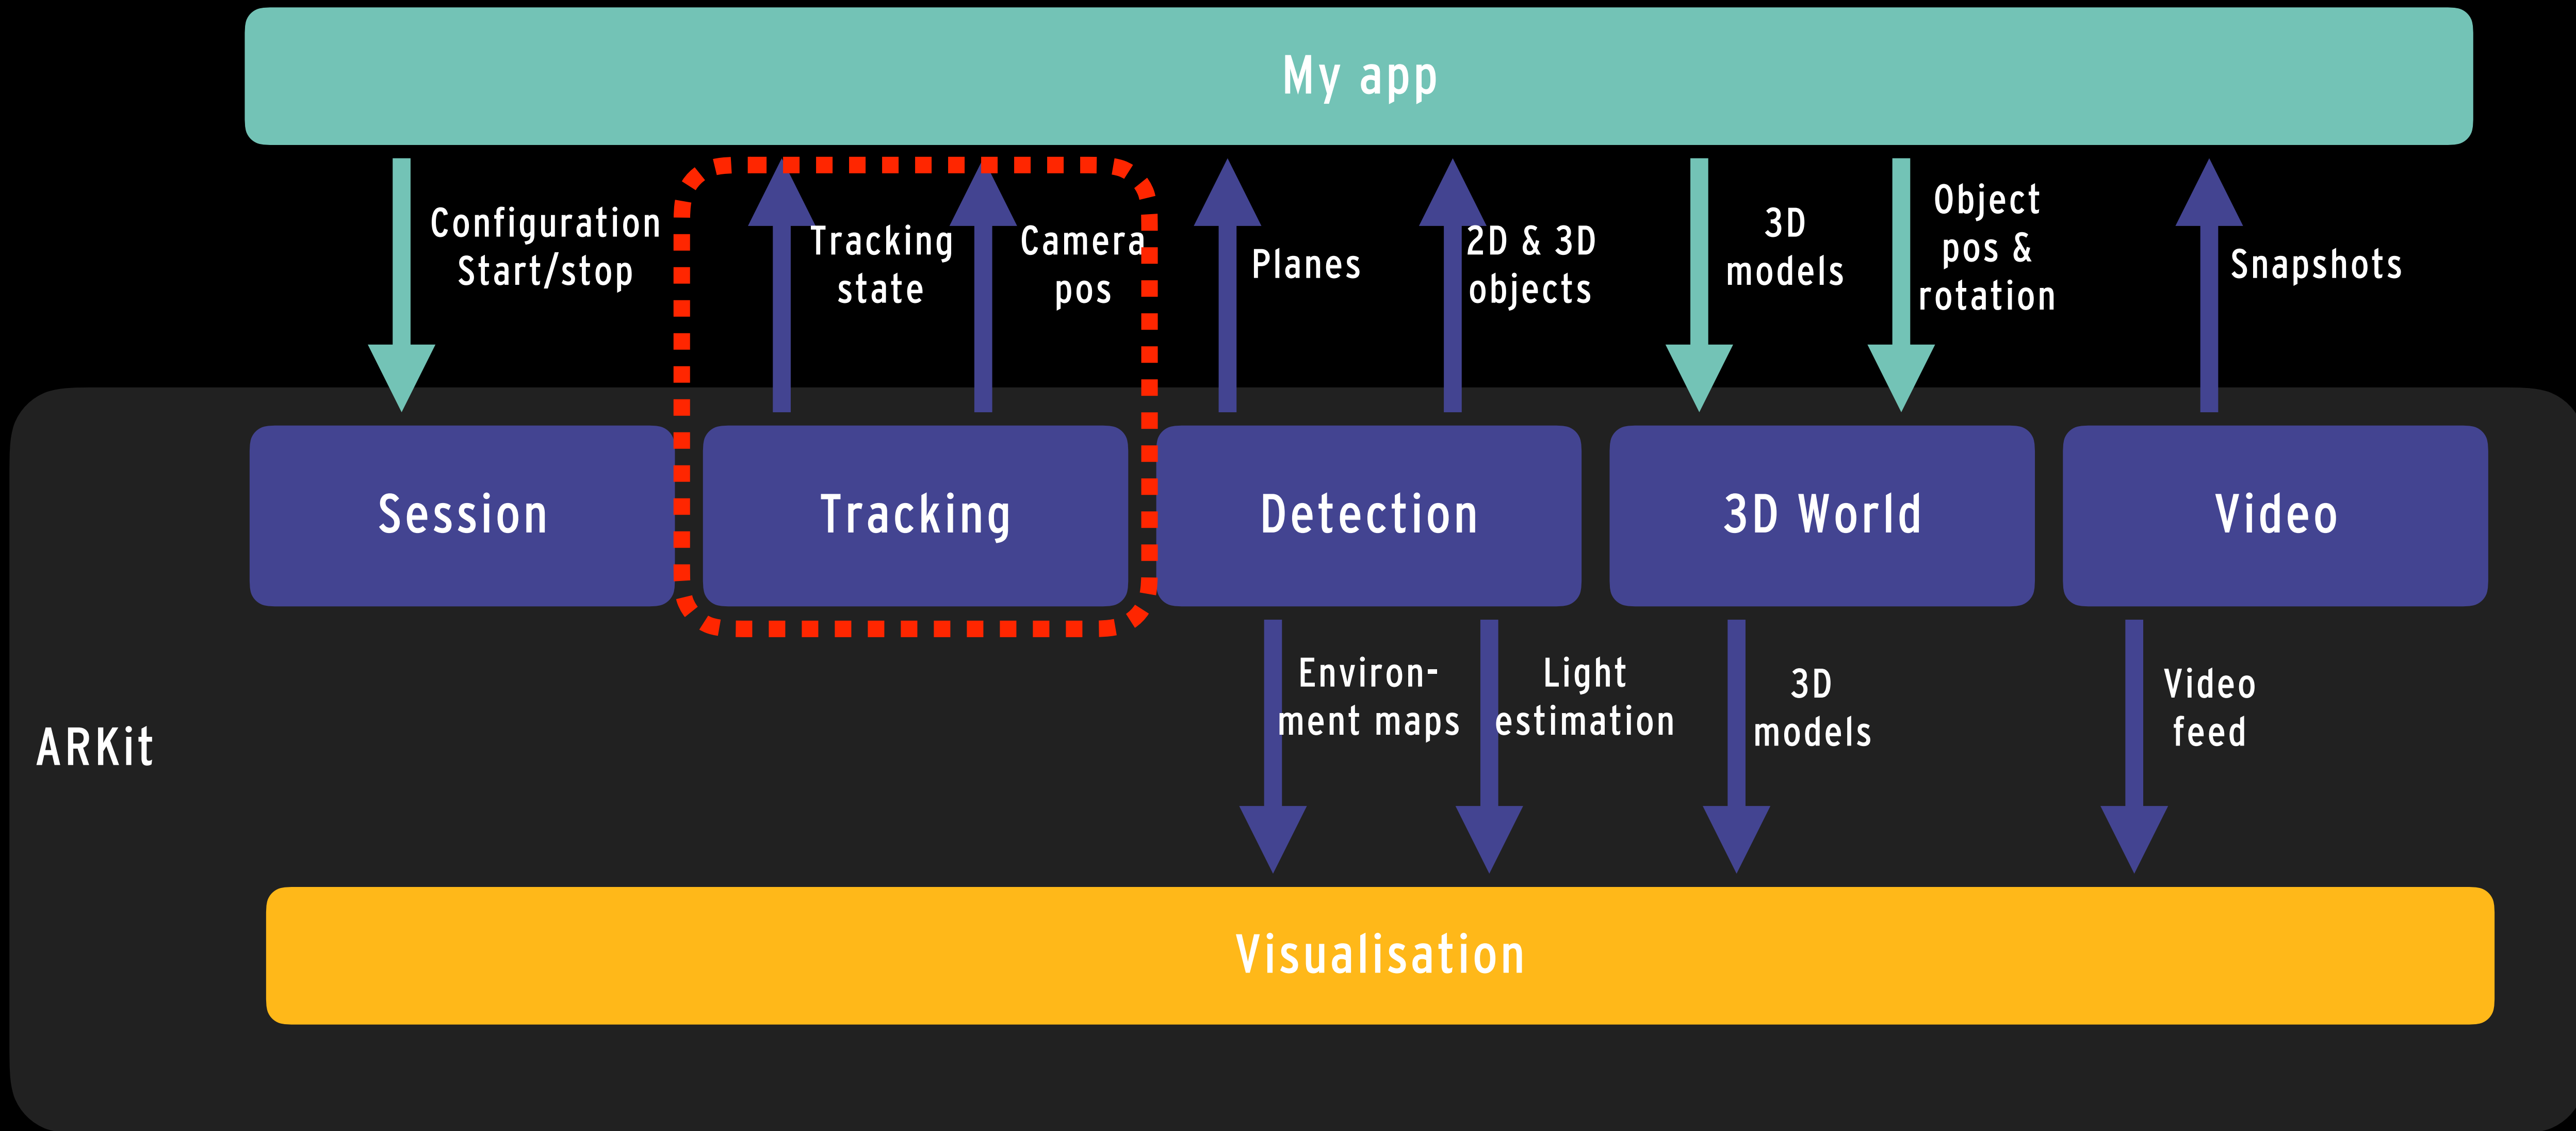 My app
Configuration
Start/stop
Tracking
state
Camera
pos
Planes
2D & 3D
objects
3D
models
Object
pos &
rotation
Snapshots
Session
Tracking
Detection
3D World
Video
Environ-
ment maps
Light
estimation
3D
models
Video
feed
ARKit
Visualisation